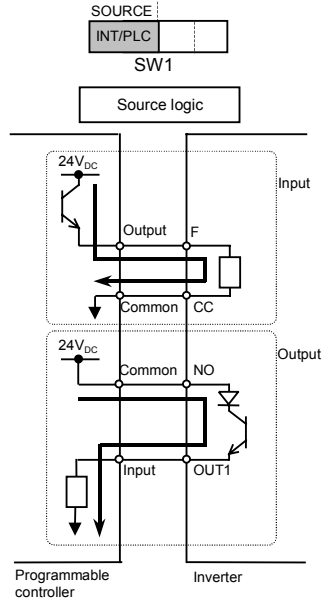 SOURCE
INT/PLC
SW1
Source logic
24VDC
Input
Output
F
Common
CC
24VDC
Output
Common
NO
Input
OUT1
Programmable
controller
Inverter